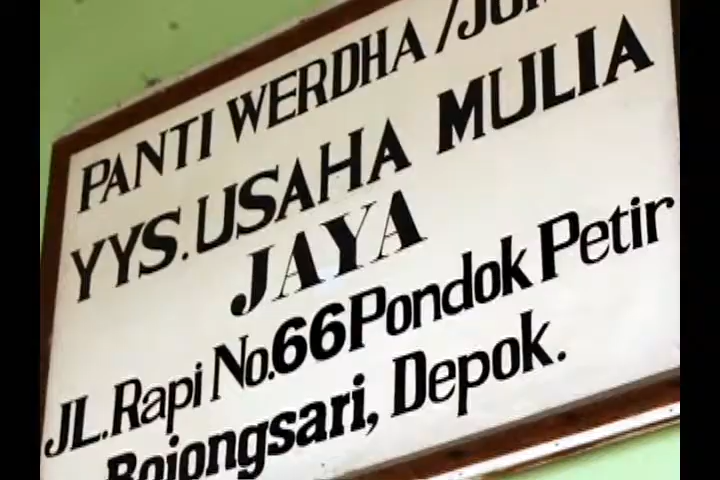 PANTI WERDHA /
YYS. USAHA MULIA
JAYA
JL. Rapi No.66 Pondok Petir
Bojongsari, Depok.